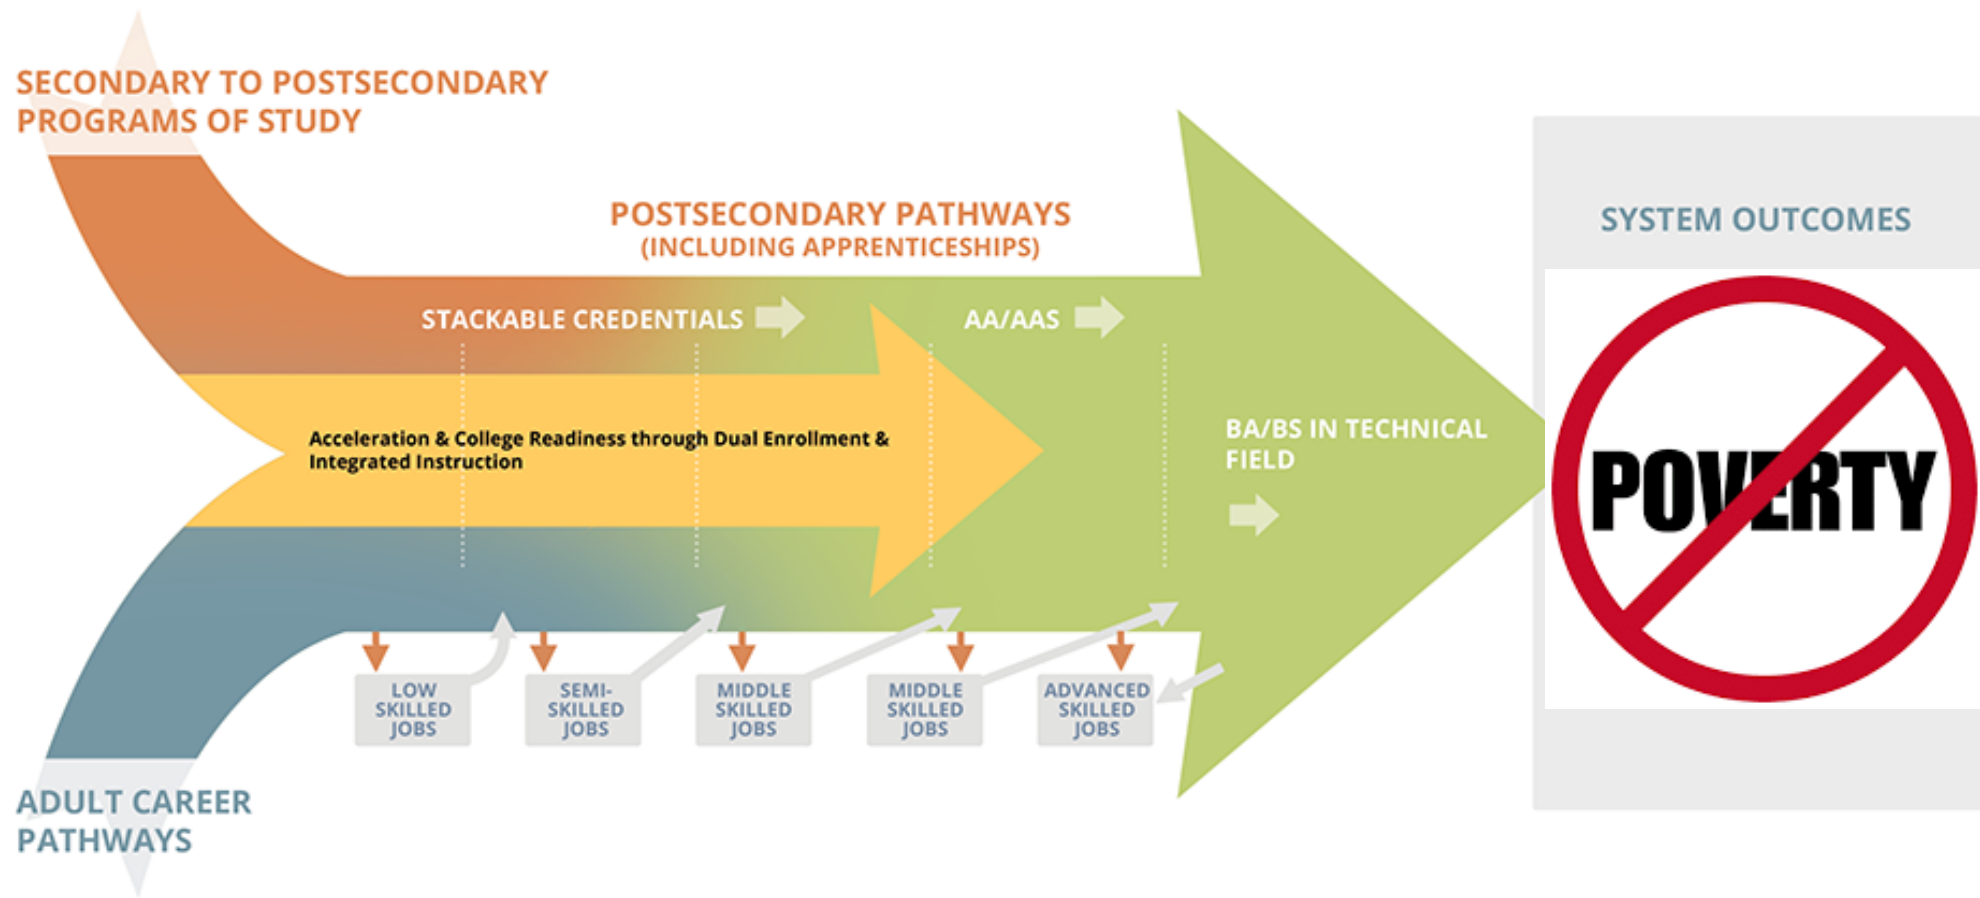 SECONDARY TO POSTSECONDARY
PROGRAMS OF STUDY
POSTSECONDARY PATHWAYS
(INCLUDING APPRENTICESHIPS)
SYSTEM OUTCOMES
STACKABLE CREDENTIALS
AA/AAS
Acceleration & College Readiness through Dual Enrollment &
Integrated Instruction
BA/BS IN TECHNICAL
FIELD
POVERTY
LOW
SKILLED
JOBS
SEMI-
SKILLED
JOBS
MIDDLE
SKILLED
JOBS
MIDDLE
SKILLED
JOBS
ADVANCED
SKILLED
JOBS
ADULT CAREER
PATHWAYS